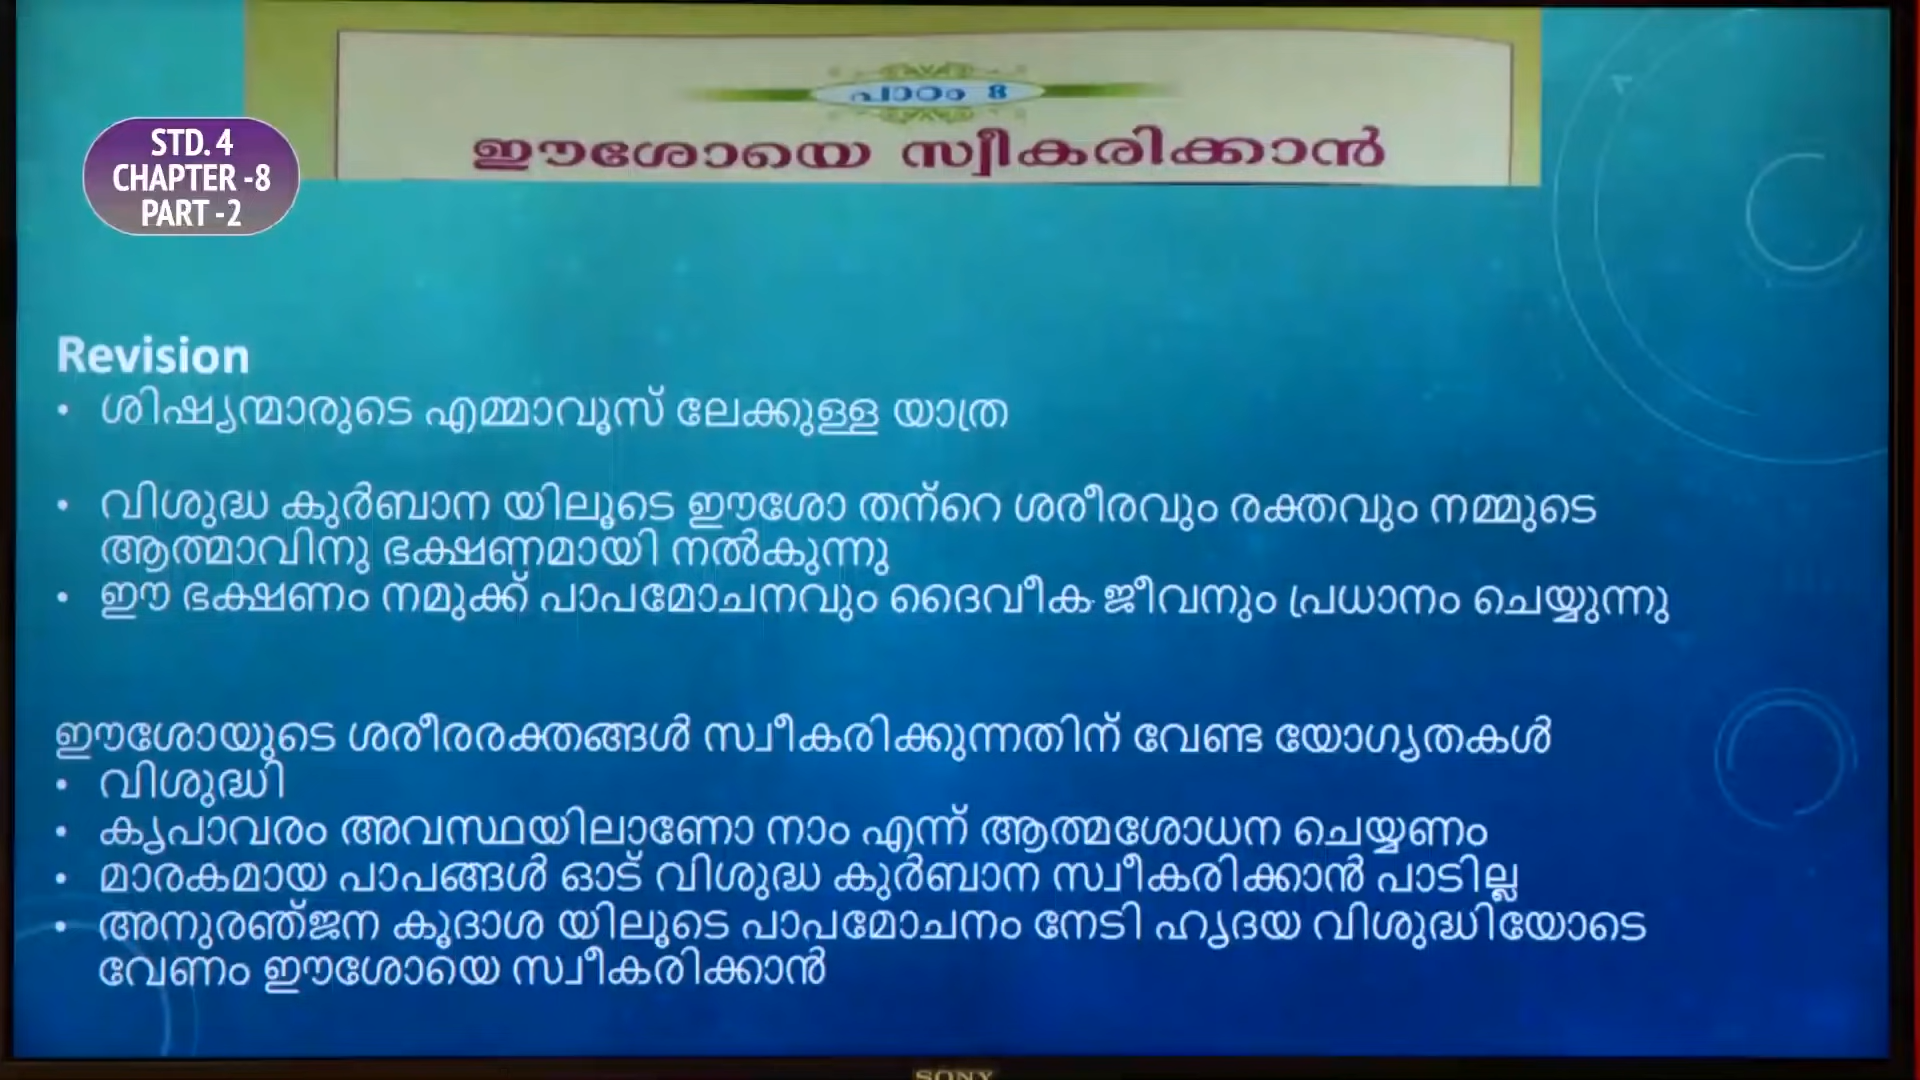 പാഠം 8
ഈശോയെ സ്വീകരിക്കാൻ
STD. 4
CHAPTER -8
PART -2
Revision
• ശിഷ്യന്മാരുടെ എമ്മാവൂസ് ലേക്കുള്ള യാത്ര
• വിശുദ്ധ കുർബാന യിലൂടെ ഈശോ തന്റെ ശരീരവും രക്തവും നമ്മുടെ
ആത്മാവിനു ഭക്ഷണമായി നൽകുന്നു
• ഈ ഭക്ഷണം നമുക്ക് പാപമോചനവും ദൈവീക ജീവനും പ്രധാനം ചെയ്യുന്നു
ഈശോയുടെ ശരീരരക്തങ്ങൾ സ്വീകരിക്കുന്നതിന് വേണ്ട യോഗ്യതകൾ
• വിശുദ്ധി
• കൃപാവരം അവസ്ഥയിലാണോ നാം എന്ന് ആത്മശോധന ചെയ്യണം
• മാരകമായ പാപങ്ങൾ ഓട് വിശുദ്ധ കുർബാന സ്വീകരിക്കാൻ പാടില്ല
• അനുരഞ്ജന കൂദാശ യിലൂടെ പാപമോചനം നേടി ഹൃദയ വിശുദ്ധിയോടെ
വേണം ഈശോയെ സ്വീകരിക്കാൻ
SONY